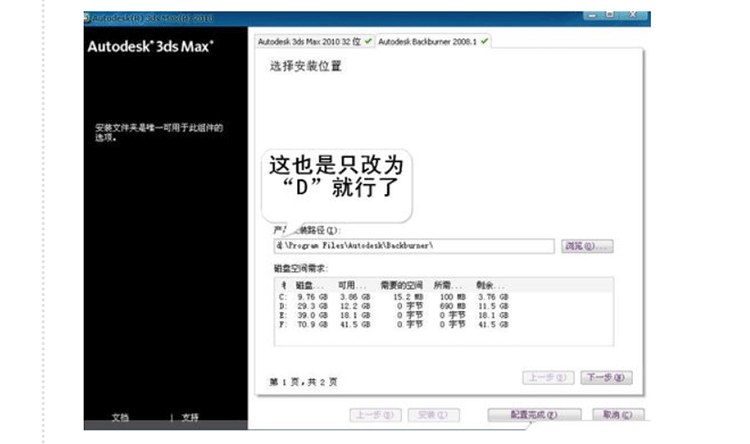 Autodesk(R) 3ds Max(R) 2010
Autodesk® 3ds Max®
Autodesk 3ds Max 2010 32 位
Autodesk Backburner 2008.1
选择安装位置
安装文件夹是唯一可用于此组件的
选项。
这也是只改为
“D”就行了
装路径(I):
d:\Program Files\Autodesk\Backburner\
浏览(O)...
磁盘空间需求:
磁盘... 可用... 需要的空间 所需... 剩余...
C: 9.76 GB 3.86 GB 15.2 MB 100 MB 3.76 GB
D: 29.3 GB 12.2 GB 0 字节 690 MB 11.5 GB
E: 39.0 GB 18.1 GB 0 字节 0 字节 18.1 GB
F: 70.9 GB 41.5 GB 0 字节 0 字节 41.5 GB
第 1 页,共 2 页
上一步
下一步
文档 | 支持
上一步(B)
安装(I)
配置完成
取消(C)